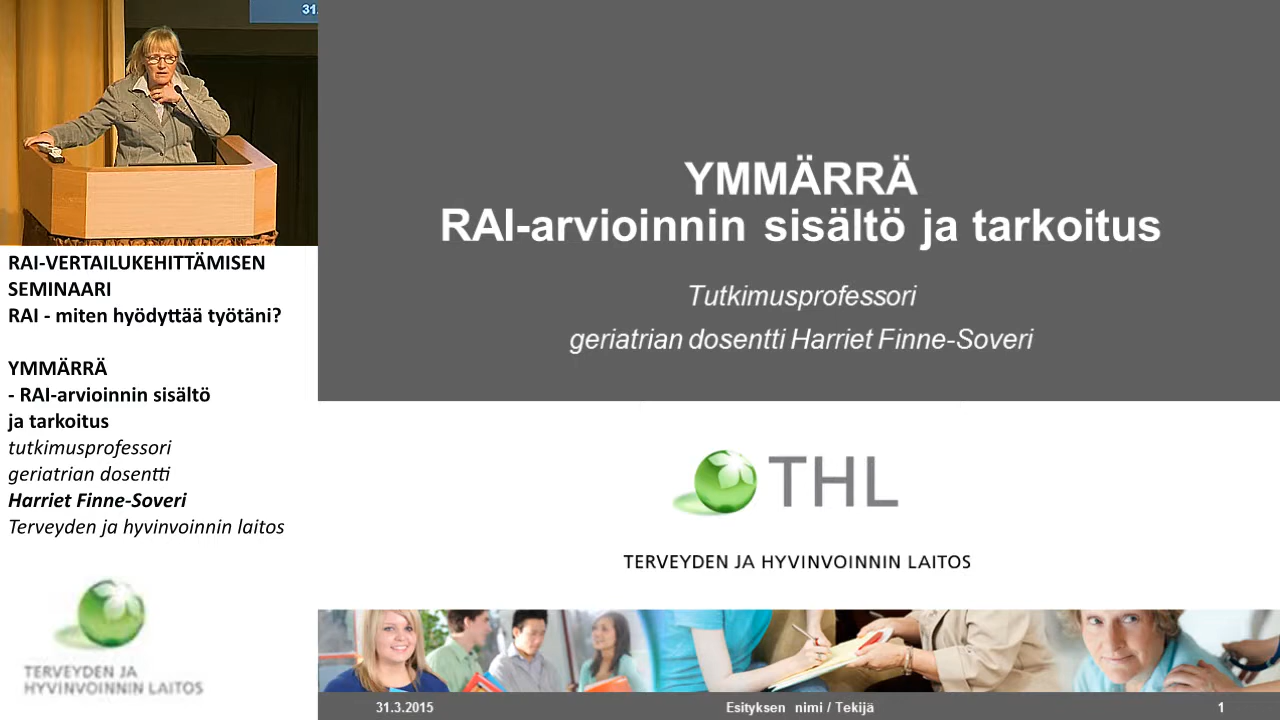 31.
RAI-VERTAILUKEHITTÄMISEN
SEMINAARI
RAI - miten hyödyttää työtäni?
YMMÄRRÄ
- RAI-arvioinnin sisältö
ja tarkoitus
tutkimusprofessori
geriatrian dosentti
Harriet Finne-Soveri
Terveyden ja hyvinvoinnin laitos
TERVEYDEN JA
HYVINVOINNIN LAITOS
YMMÄRRÄ
RAI-arvioinnin sisältö ja tarkoitus
Tutkimusprofessori
geriatrian dosentti Harriet Finne-Soveri
THL
TERVEYDEN JA HYVINVOINNIN LAITOS
31.3.2015
Esityksen nimi / Tekijä
1